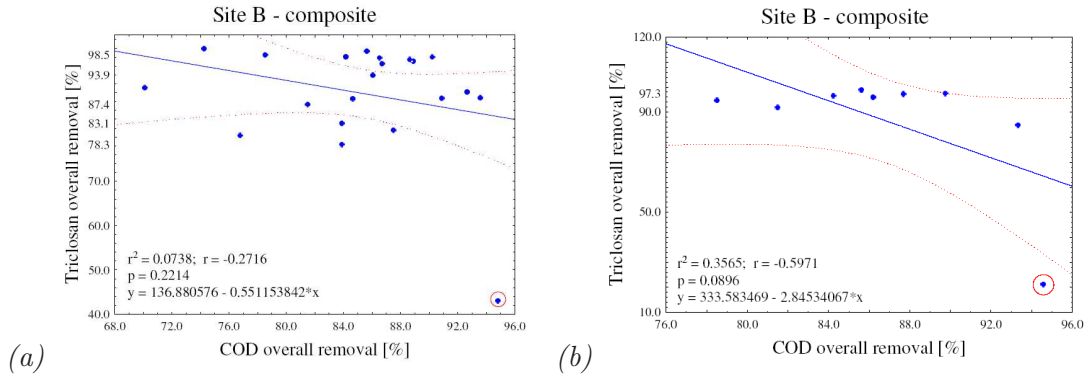 Site B - composite
98.5
93.9
87.4
83.1
78.3
70.0
60.0
50.0
40.0
Triclosan overall removal [%]
r² = 0.0738; r = -0.2716
p = 0.2214
y = 136.880576 - 0.551153842*x
68.0 72.0 76.0 80.0 84.0 88.0 92.0 96.0
COD overall removal [%]
(a)
Site B - composite
120.0
97.3
90.0
50.0
10.0
Triclosan overall removal [%]
r² = 0.3565; r = -0.5971
p = 0.0896
y = 333.583469 - 2.84534067*x
76.0 80.0 84.0 88.0 92.0 96.0
COD overall removal [%]
(b)